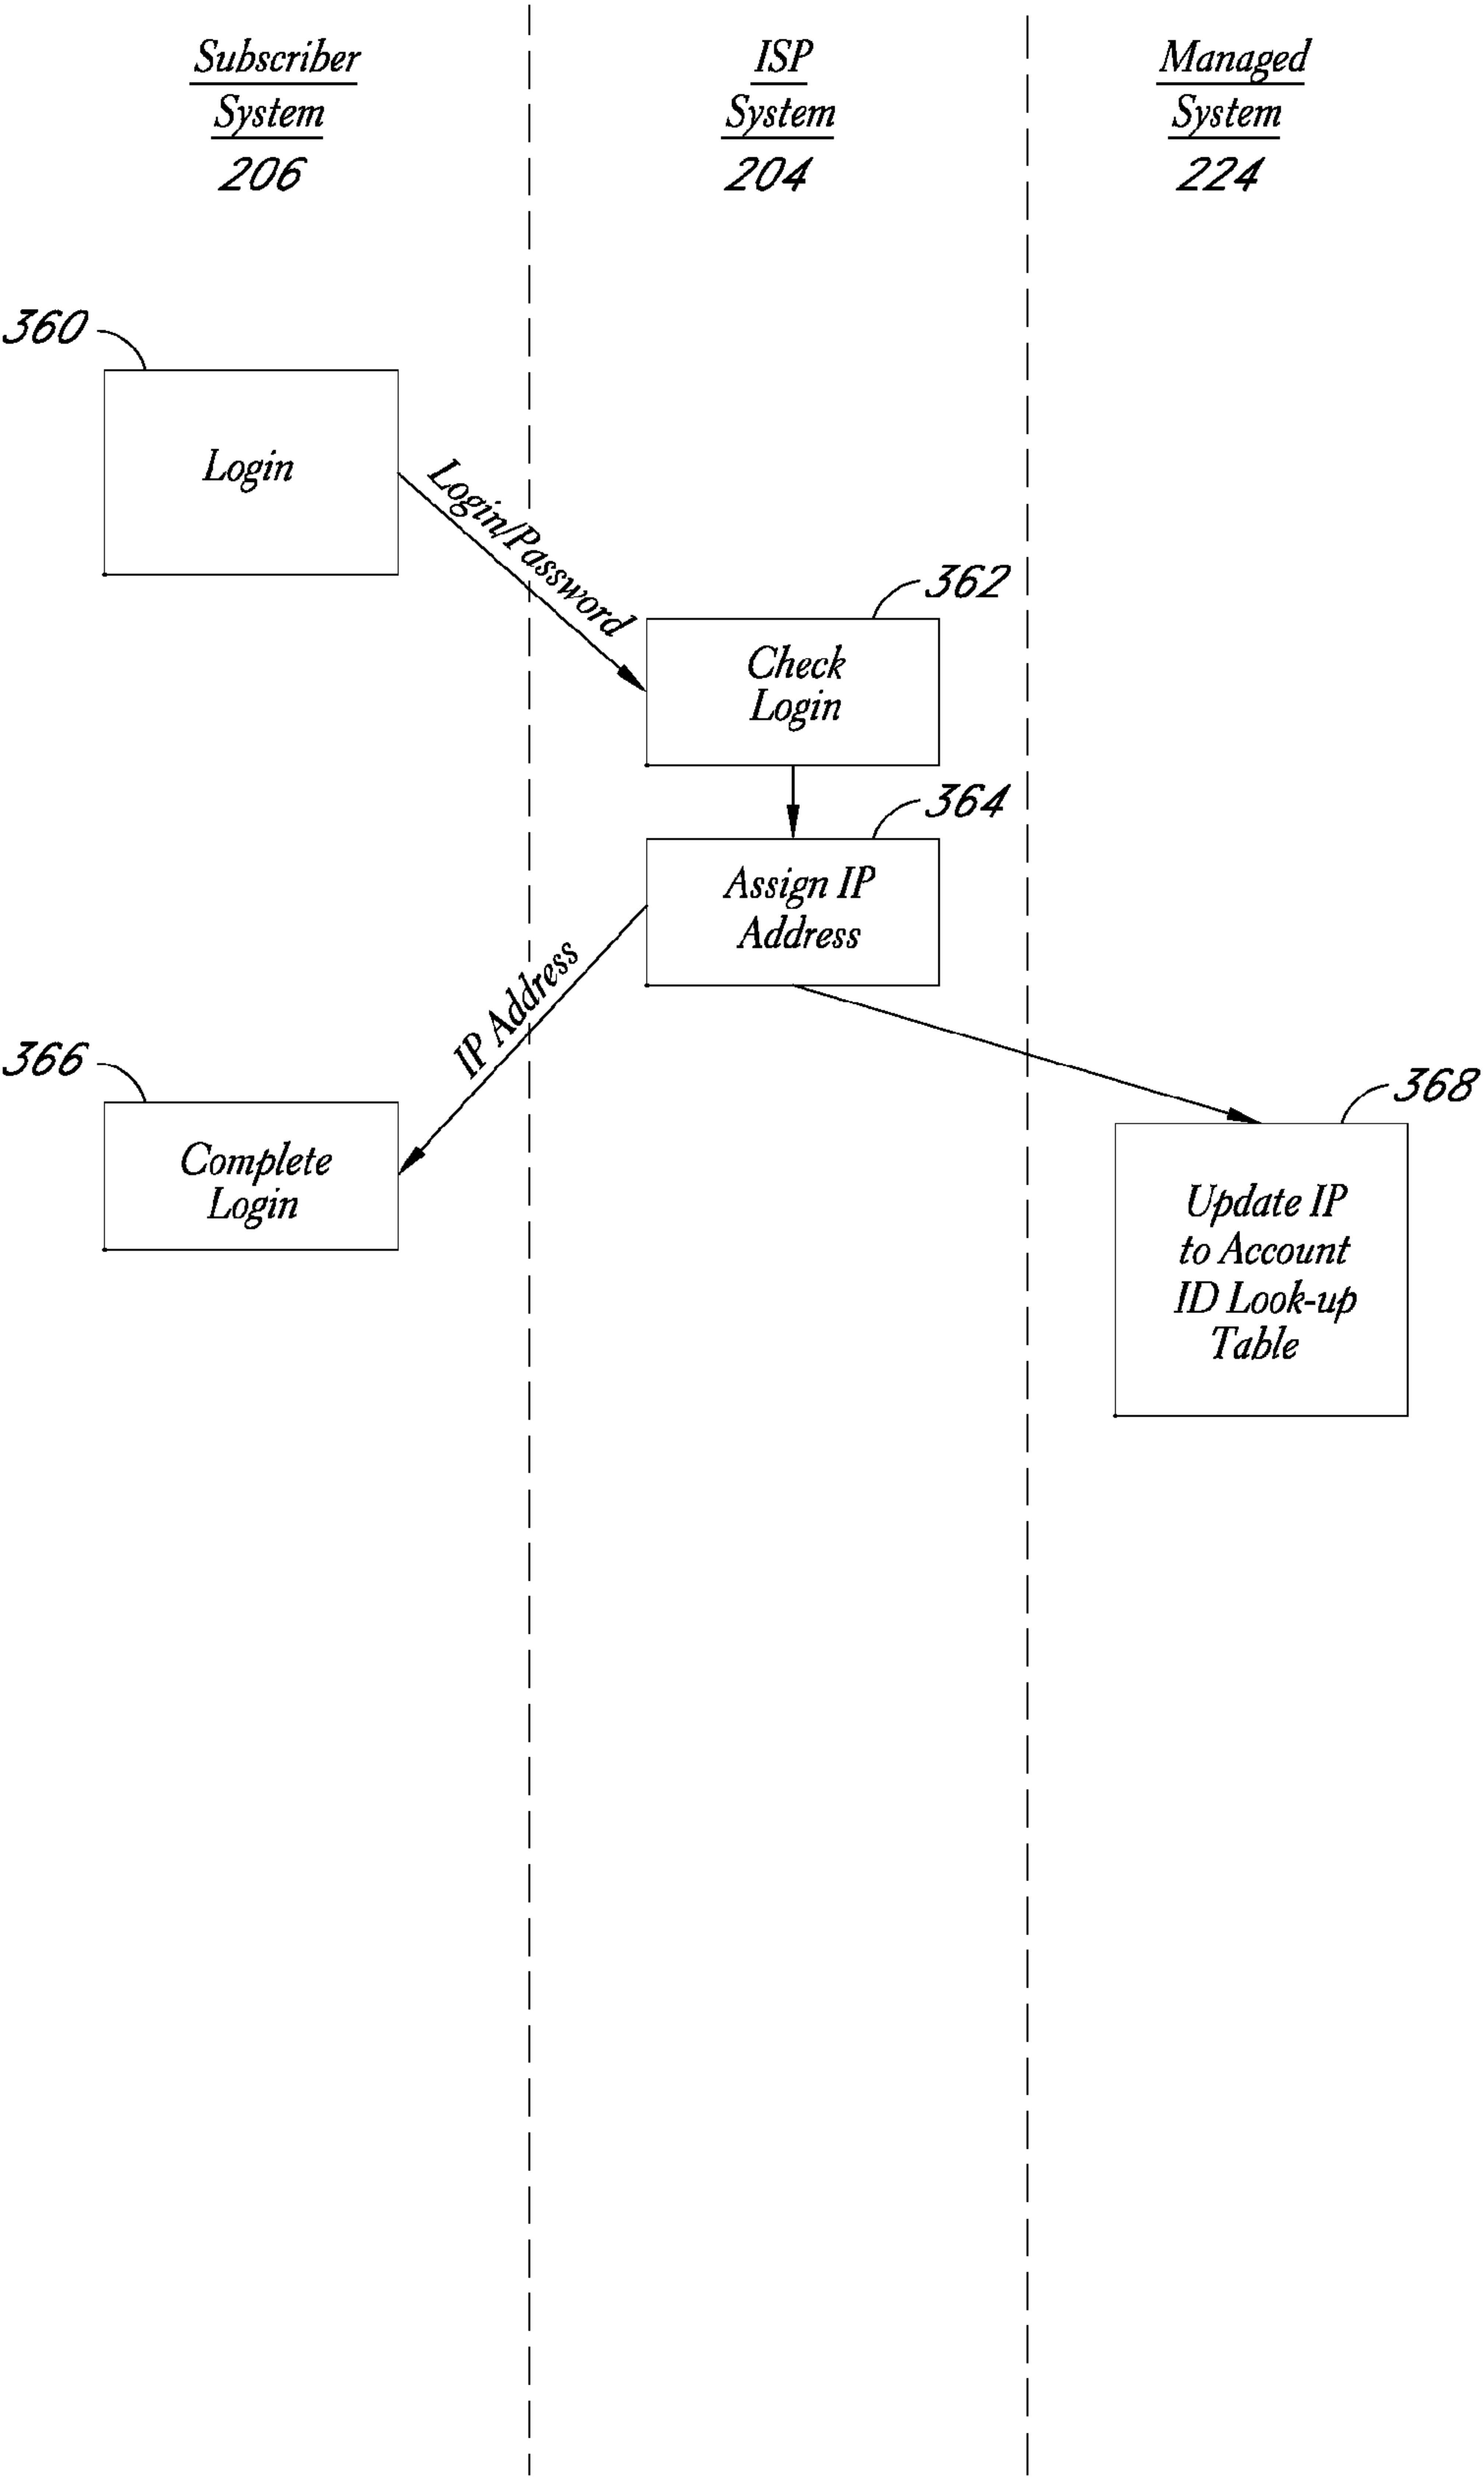 Subscriber
System
206
ISP
System
204
Managed
System
224
360
Login
Login/Password
362
Check
Login
364
Assign IP
Address
IP Address
366
Complete
Login
368
Update IP
to Account
ID Look-up
Table